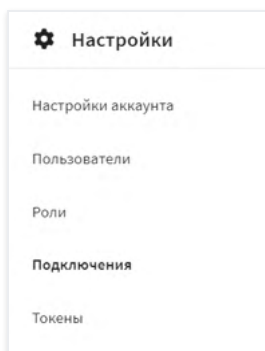 Настройки
Настройки аккаунта
Пользователи
Роли
Подключения
Токены